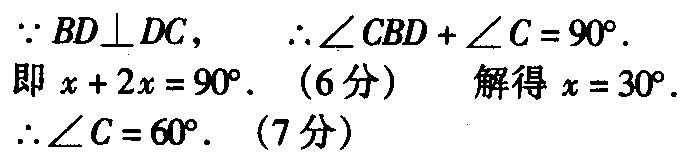 ∵ BD⊥DC, ∴∠CBD + ∠C = 90°.
即 x + 2x = 90°. (6分) 解得 x = 30°.
∴∠C = 60°. (7分)